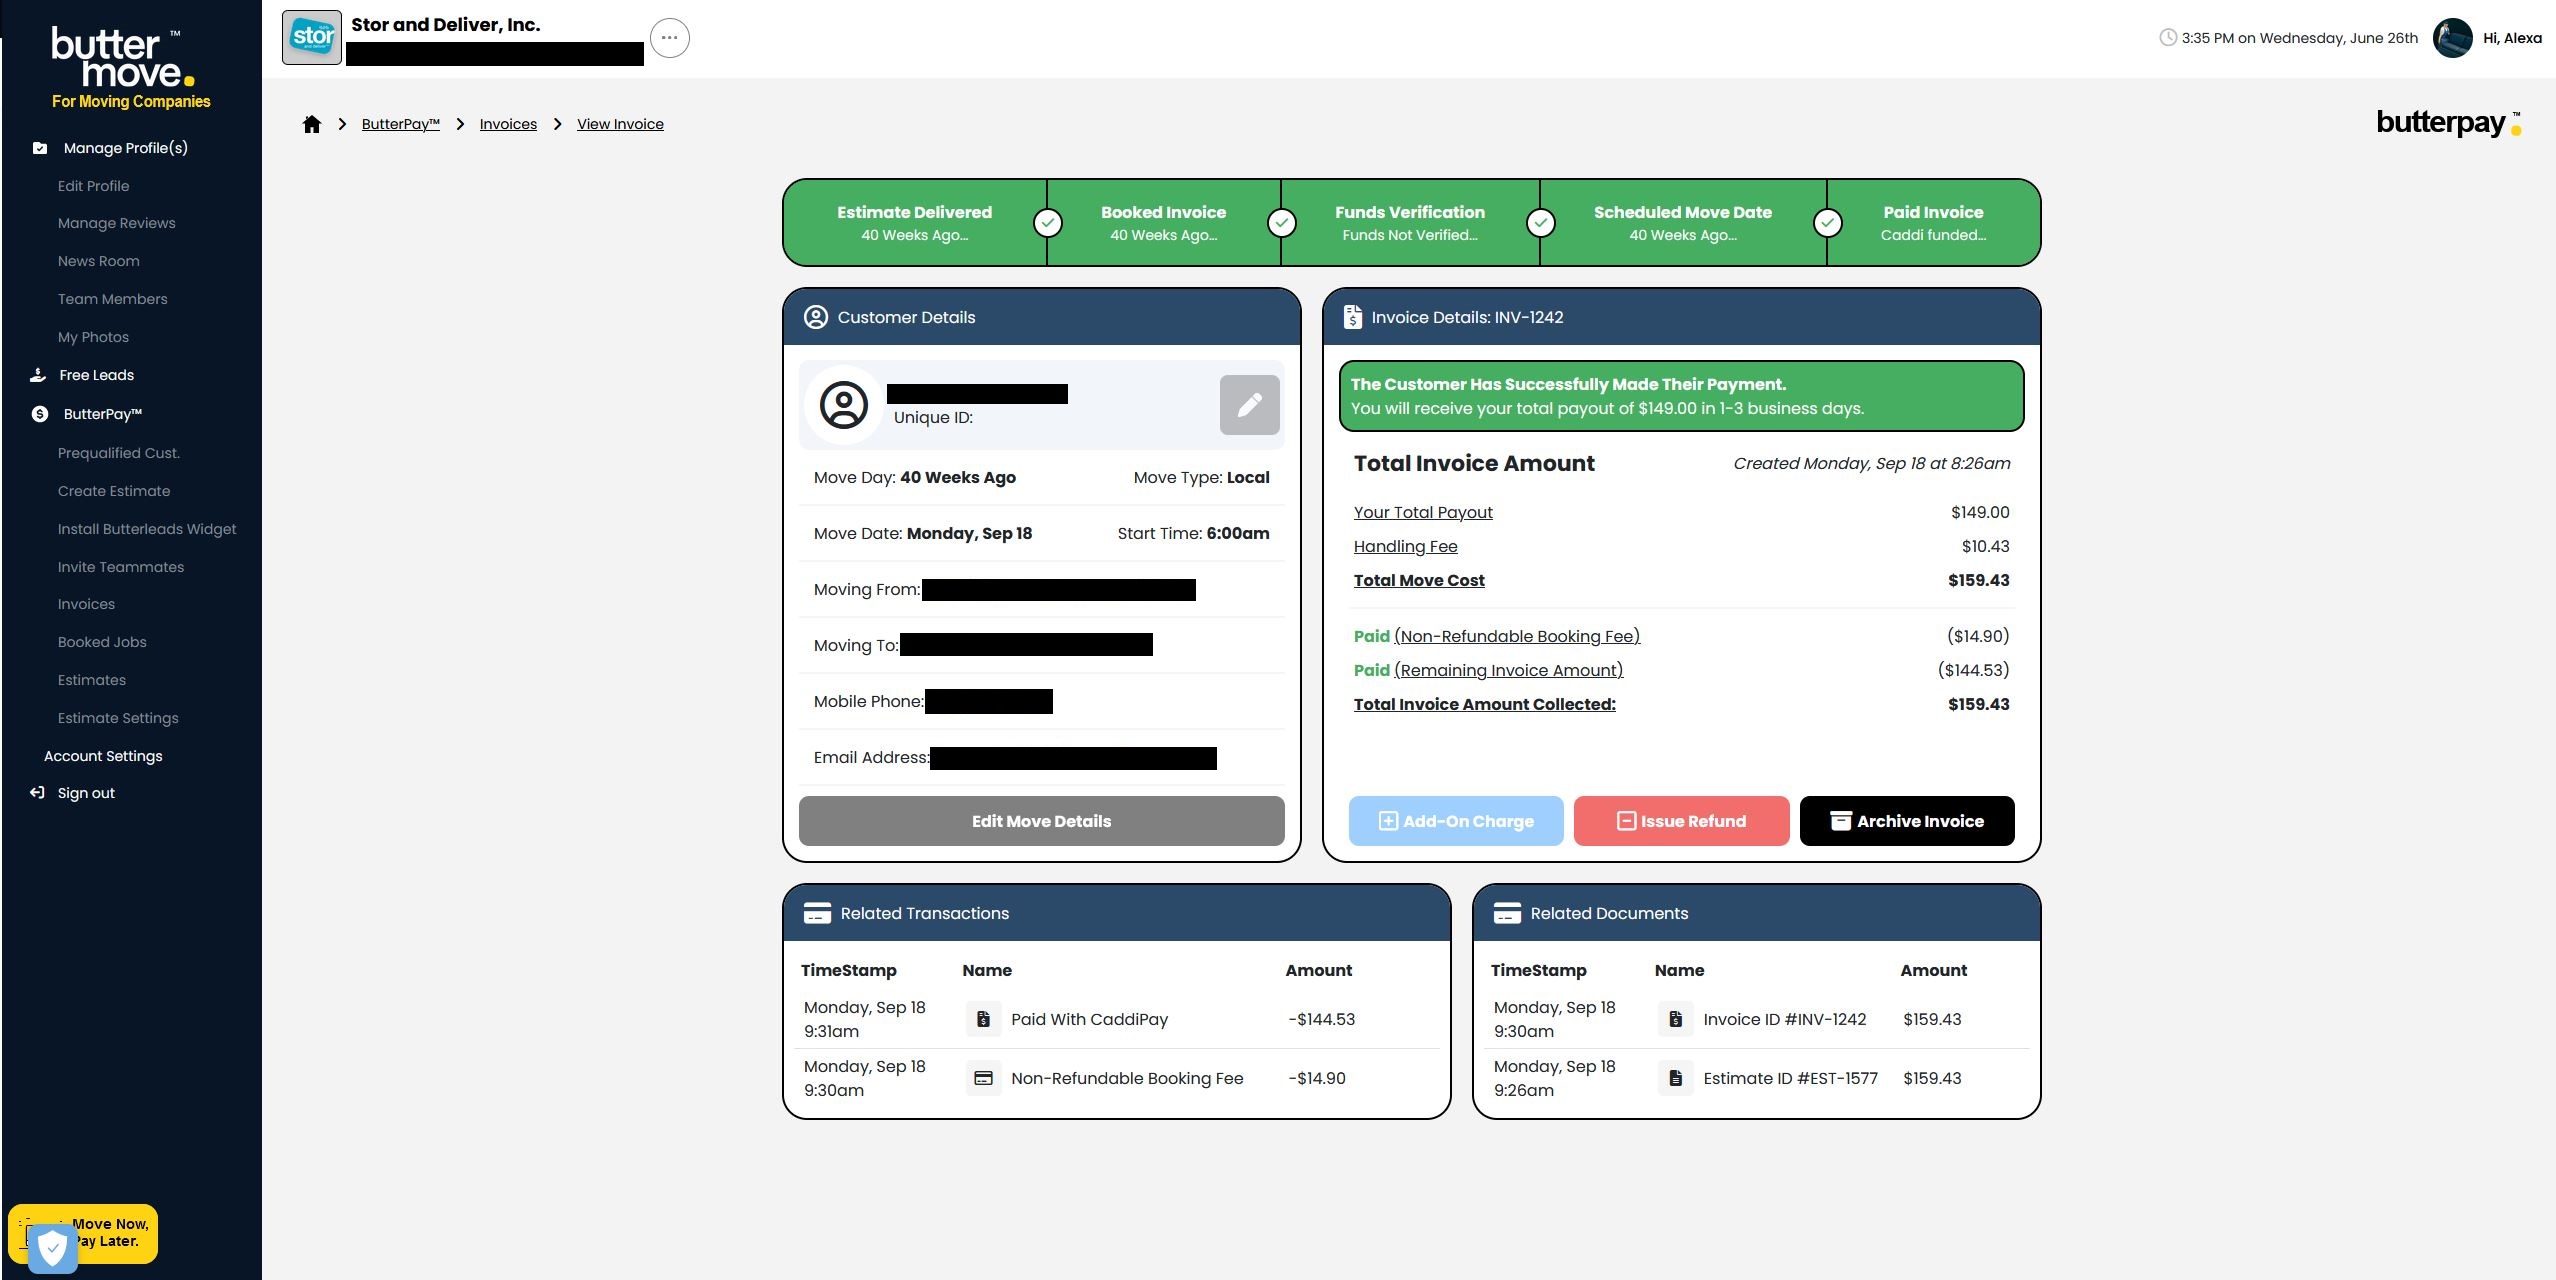 butter™
move.
For Moving Companies
Manage Profile(s)
Edit Profile
Manage Reviews
News Room
Team Members
My Photos
Free Leads
ButterPay™
Prequalified Cust.
Create Estimate
Install Butterleads Widget
Invite Teammates
Invoices
Booked Jobs
Estimates
Estimate Settings
Account Settings
Sign out
Move Now,
Pay Later.
stor
Stor and Deliver, Inc.
3:35 PM on Wednesday, June 26th
Hi, Alexa
ButterPay™ Invoices View Invoice
butterpay™
Estimate Delivered
40 Weeks Ago...
Booked Invoice
40 Weeks Ago...
Funds Verification
Funds Not Verified...
Scheduled Move Date
40 Weeks Ago...
Paid Invoice
Caddi funded...
Customer Details
Unique ID:
Move Day: 40 Weeks Ago Move Type: Local
Move Date: Monday, Sep 18 Start Time: 6:00am
Moving From:
Moving To:
Mobile Phone:
Email Address:
Edit Move Details
Invoice Details: INV-1242
The Customer Has Successfully Made Their Payment.
You will receive your total payout of $149.00 in 1-3 business days.
Total Invoice Amount Created Monday, Sep 18 at 8:26am
Your Total Payout $149.00
Handling Fee $10.43
Total Move Cost $159.43
Paid (Non-Refundable Booking Fee) ($14.90)
Paid (Remaining Invoice Amount) ($144.53)
Total Invoice Amount Collected: $159.43
Add-On Charge Issue Refund Archive Invoice
Related Transactions
TimeStamp Name Amount
Monday, Sep 18
9:31am
Paid With CaddiPay -$144.53
Monday, Sep 18
9:30am
Non-Refundable Booking Fee -$14.90
Related Documents
TimeStamp Name Amount
Monday, Sep 18
9:30am
Invoice ID #INV-1242 $159.43
Monday, Sep 18
9:26am
Estimate ID #EST-1577 $159.43